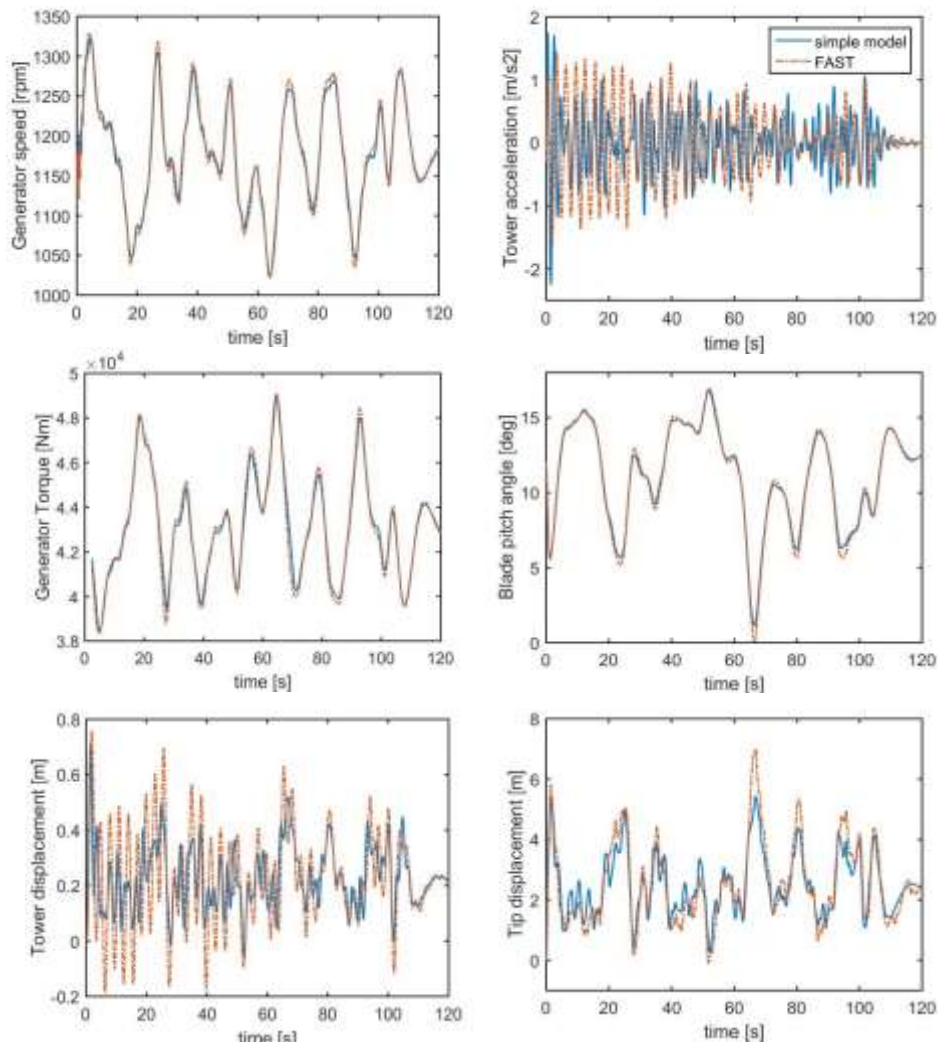 1350
1300
1250
1200
1150
1100
1050
1000
Generator speed [rpm]
0 20 40 60 80 100 120
time [s]
2
1
0
-1
-2
Tower acceleration [m/s2]
simple model
FAST
0 20 40 60 80 100 120
time [s]
×10⁴
5
4.8
4.6
4.4
4.2
4
3.8
Generator Torque [Nm]
0 20 40 60 80 100 120
time [s]
15
10
5
0
Blade pitch angle [deg]
0 20 40 60 80 100 120
time [s]
0.8
0.6
0.4
0.2
0
-0.2
Tower displacement [m]
0 20 40 60 80 100 120
time [s]
8
6
4
2
0
Tip displacement [m]
0 20 40 60 80 100 120
time [s]